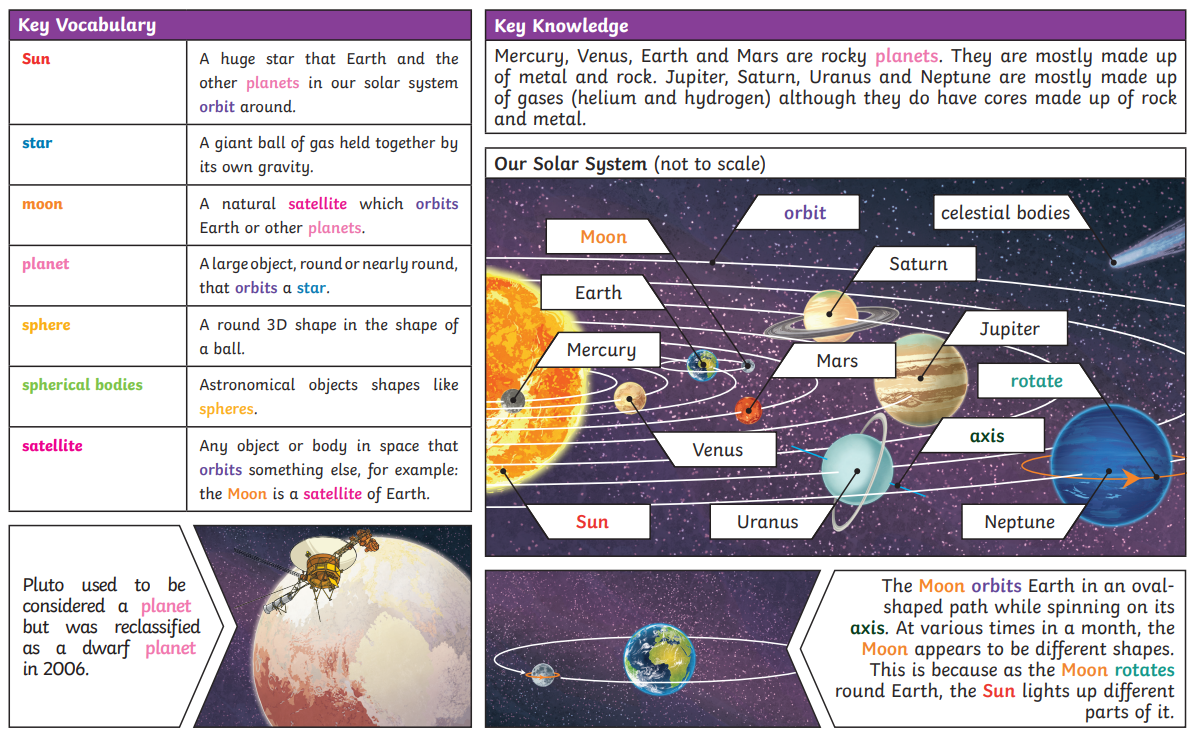 Key Vocabulary
Sun
A huge star that Earth and the
other planets in our solar system
orbit around.
star
A giant ball of gas held together by
its own gravity.
moon
A natural satellite which orbits
Earth or other planets.
planet
A large object, round or nearly round,
that orbits a star.
sphere
A round 3D shape in the shape of
a ball.
spherical bodies
Astronomical objects shapes like
spheres.
satellite
Any object or body in space that
orbits something else, for example:
the Moon is a satellite of Earth.
Pluto used to be
considered a planet
but was reclassified
as a dwarf planet
in 2006.
Key Knowledge
Mercury, Venus, Earth and Mars are rocky planets. They are mostly made up
of metal and rock. Jupiter, Saturn, Uranus and Neptune are mostly made up
of gases (helium and hydrogen) although they do have cores made up of rock
and metal.
Our Solar System (not to scale)
orbit
celestial bodies
Moon
Saturn
Earth
Jupiter
Mercury
Mars
rotate
axis
Venus
Sun
Uranus
Neptune
The Moon orbits Earth in an oval-
shaped path while spinning on its
axis. At various times in a month, the
Moon appears to be different shapes.
This is because as the Moon rotates
round Earth, the Sun lights up different
parts of it.